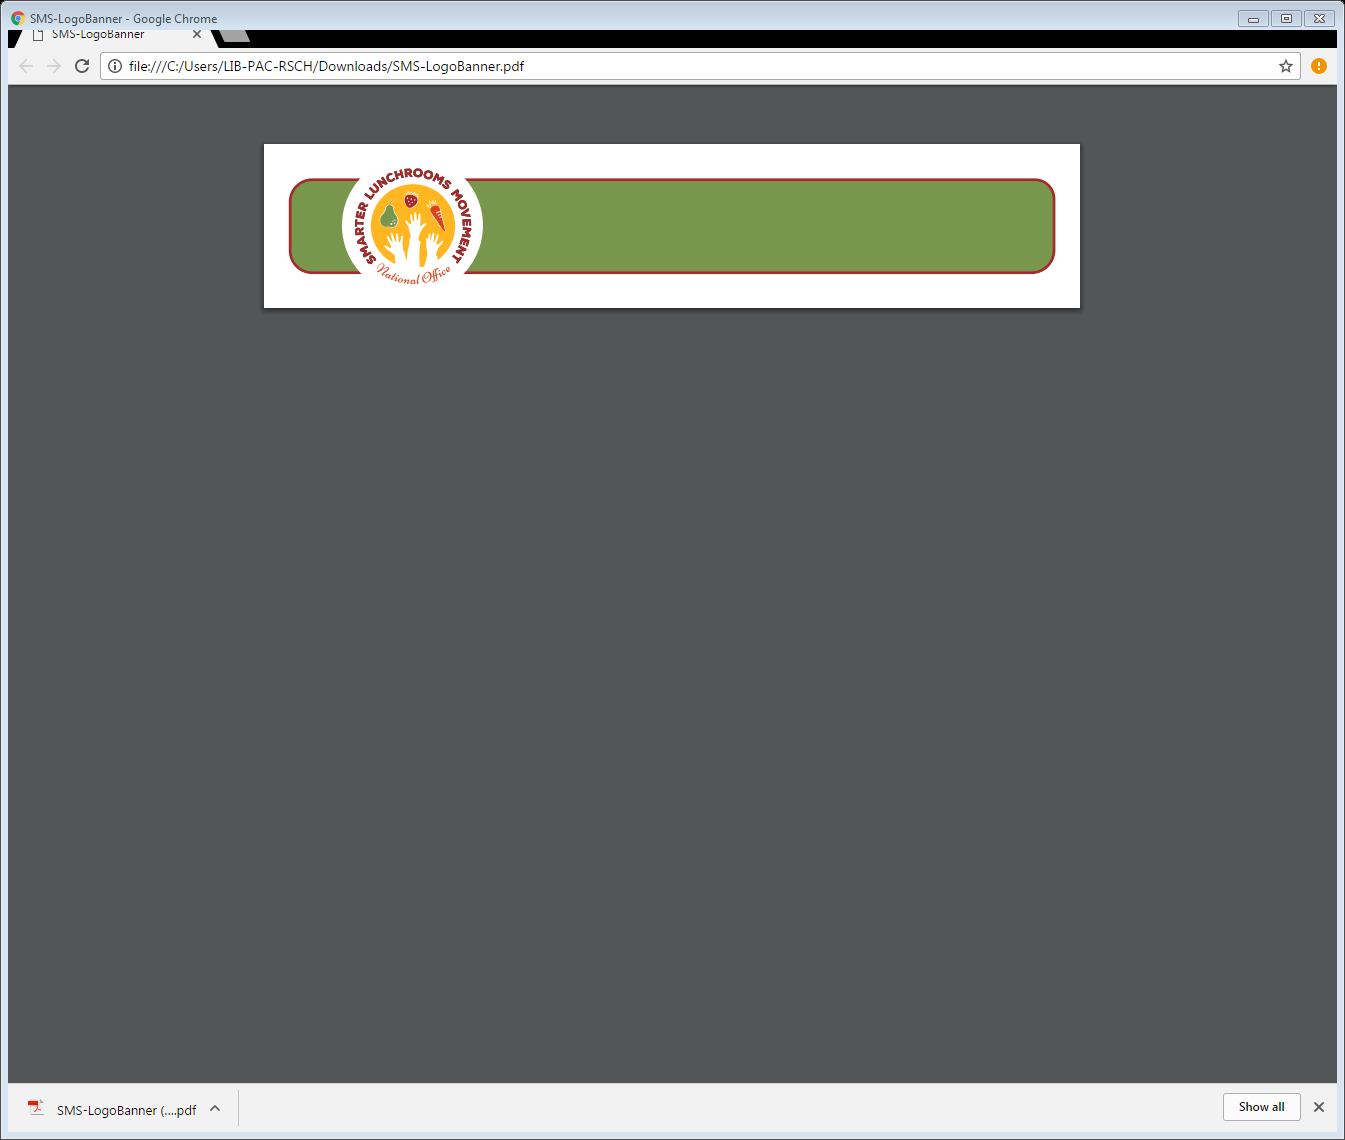 SMS-LogoBanner - Google Chrome
SMS-LogoBanner
file:///C:/Users/LIB-PAC-RSCH/Downloads/SMS-LogoBanner.pdf
SMARTER LUNCHROOMS MOVEMENT
National Office
SMS-LogoBanner (....pdf
Show all